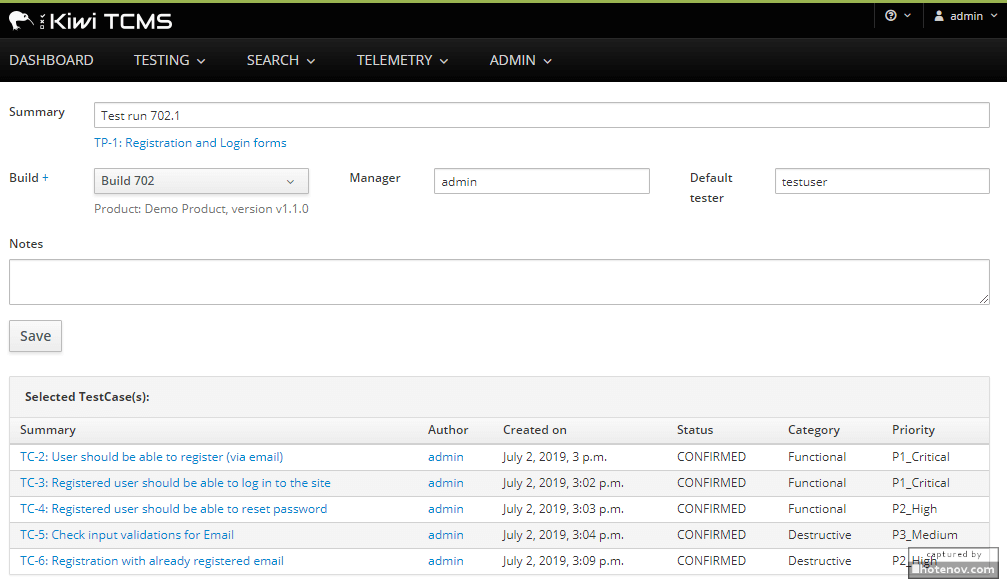 Kiwi TCMS
admin
DASHBOARD TESTING SEARCH TELEMETRY ADMIN
Summary Test run 702.1
TP-1: Registration and Login forms
Build + Build 702 Manager admin Default tester testuser
Product: Demo Product, version v1.1.0
Notes
Save
Selected TestCase(s):
Summary Author Created on Status Category Priority
TC-2: User should be able to register (via email) admin July 2, 2019, 3 p.m. CONFIRMED Functional P1_Critical
TC-3: Registered user should be able to log in to the site admin July 2, 2019, 3:02 p.m. CONFIRMED Functional P1_Critical
TC-4: Registered user should be able to reset password admin July 2, 2019, 3:03 p.m. CONFIRMED Functional P2_High
TC-5: Check input validations for Email admin July 2, 2019, 3:04 p.m. CONFIRMED Destructive P3_Medium
TC-6: Registration with already registered email admin July 2, 2019, 3:09 p.m. CONFIRMED Destructive P2_High
captured by
hotenov.com